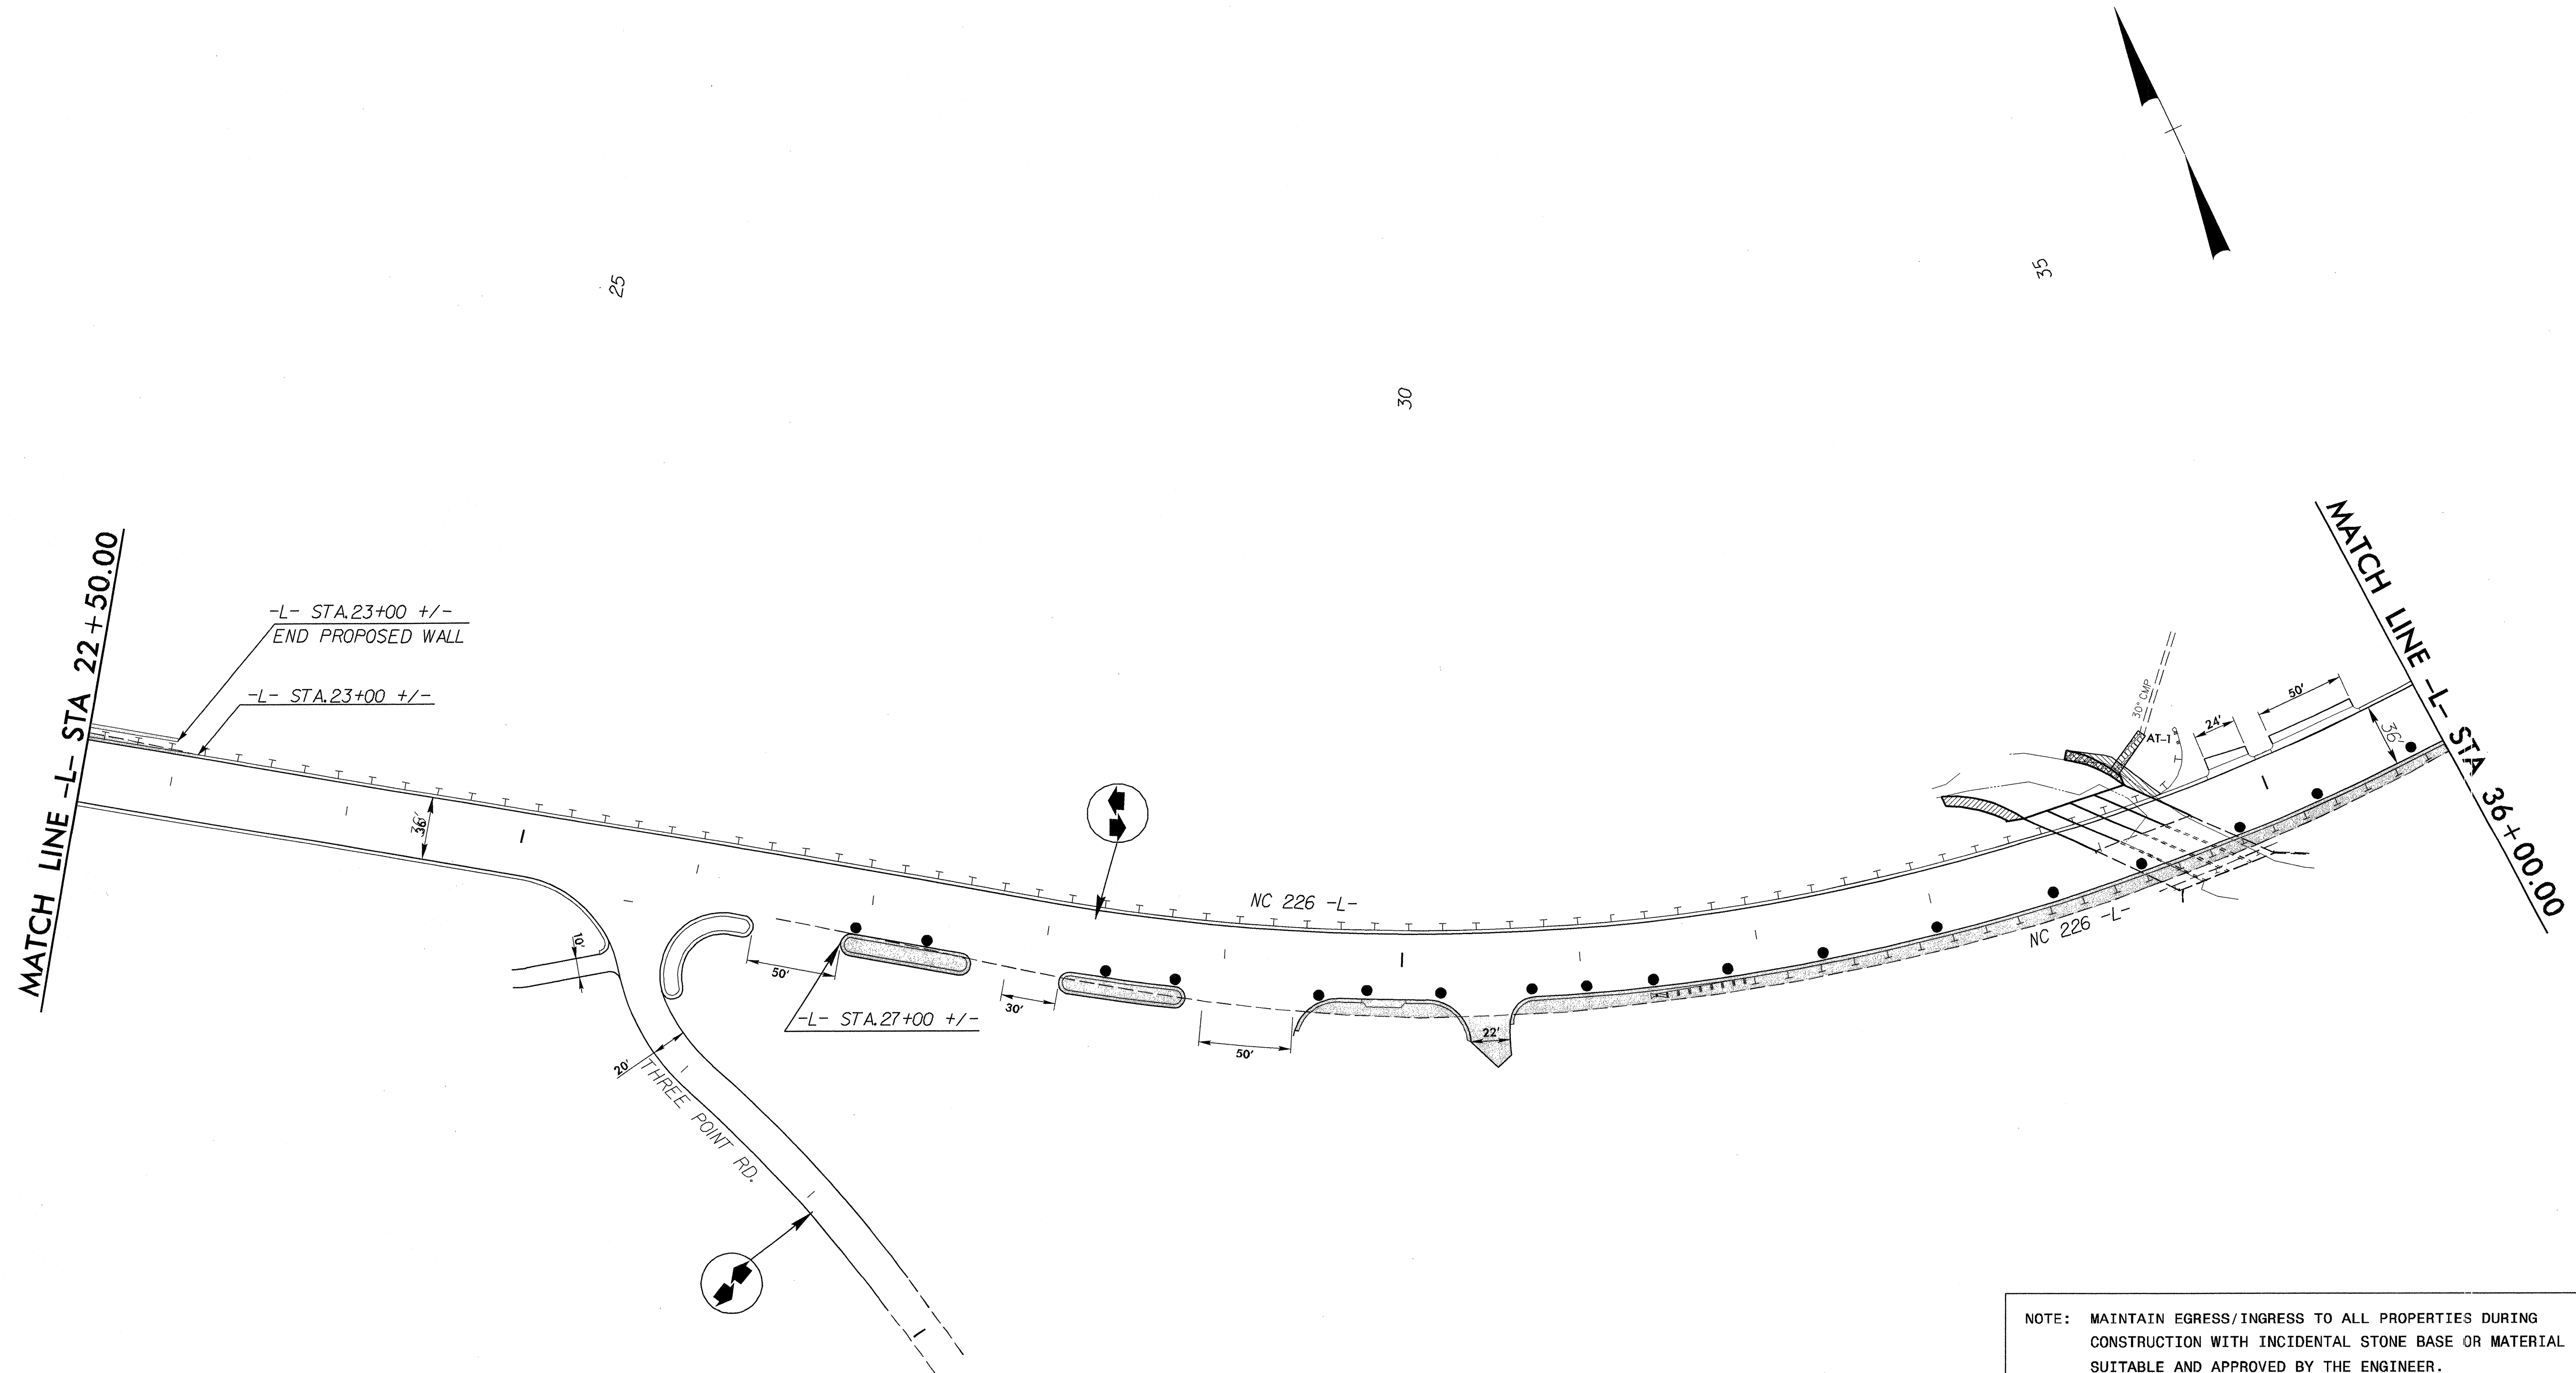 25
35
30
MATCH LINE -L- STA 22+50.00
MATCH LINE -L- STA 36+00.00
-L- STA.23+00 +/-
END PROPOSED WALL
-L- STA.23+00 +/-
36'
NC 226 -L-
30" CMP
AT-1
24'
50'
36'
NC 226 -L-
10'
50'
30'
-L- STA.27+00 +/-
50'
22'
20'
THREE POINT RD.
NOTE: MAINTAIN EGRESS/INGRESS TO ALL PROPERTIES DURING
CONSTRUCTION WITH INCIDENTAL STONE BASE OR MATERIAL
SUITABLE AND APPROVED BY THE ENGINEER.